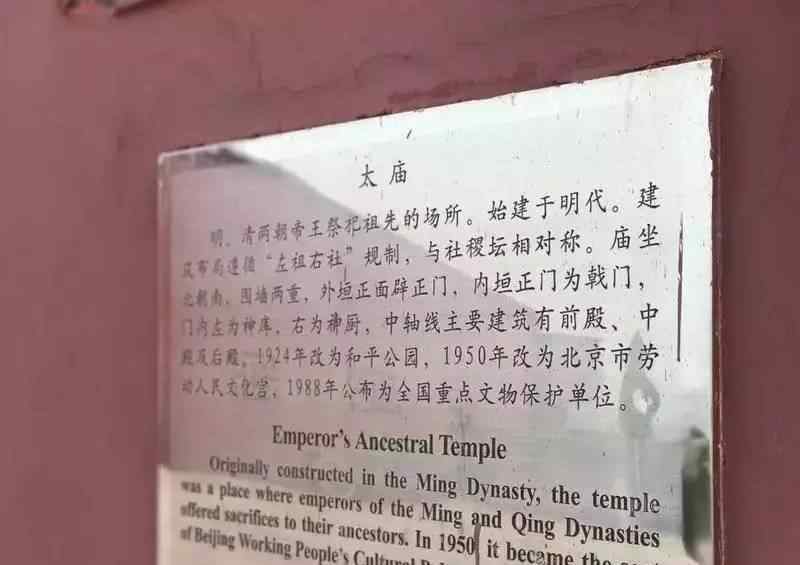 太庙
明、清两朝帝王祭祀祖先的场所。始建于明代。建
筑布局遵循“左祖右社”规制，与社稷坛相对称。庙坐
北朝南，围墙两重，外垣正面辟正门，内垣正门为戟门，
门内左为神库，右为神厨，中轴线主要建筑有前殿、中
殿及后殿。1924年改为和平公园，1950年改为北京市劳
动人民文化宫，1988年公布为全国重点文物保护单位。
Emperor's Ancestral Temple
Originally constructed in the Ming Dynasty, the temple
was a place where emperors of the Ming and Qing Dynasties
offered sacrifices to their ancestors. In 1950, it became the
of Beijing Working People's Cultural